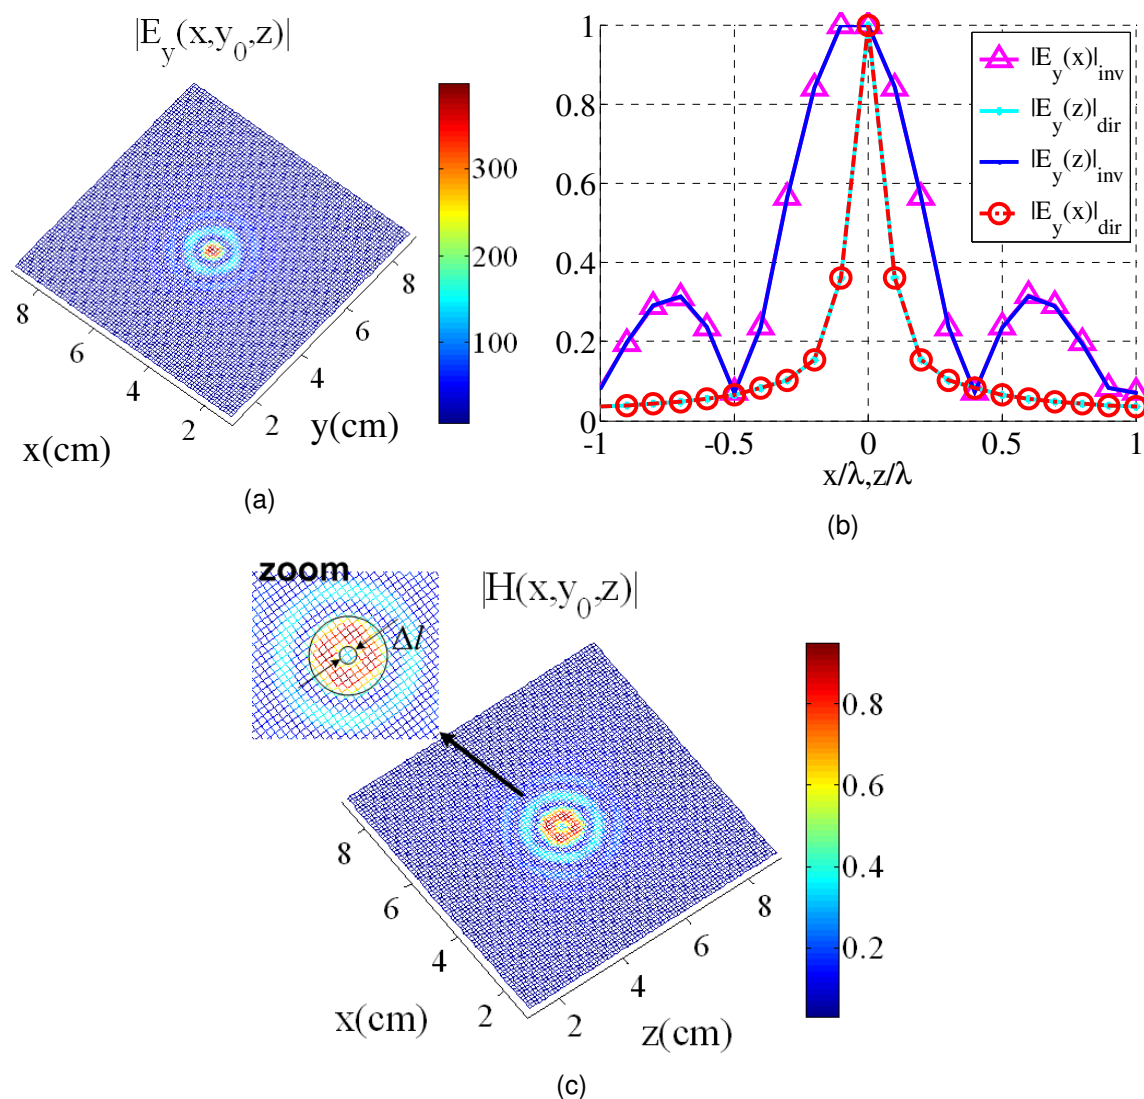 |E_y(x,y_0,z)|
300
200
100
8
6
4
2
x(cm)
2
4
6
8
y(cm)
(a)
1
0.8
0.6
0.4
0.2
0
-1
-0.5
0
0.5
1
x/λ,z/λ
|E_y(x)|_inv
|E_y(z)|_dir
|E_y(z)|_inv
|E_y(x)|_dir
(b)
zoom
Δl
|H(x,y_0,z)|
0.8
0.6
0.4
0.2
8
6
4
2
x(cm)
2
4
6
8
z(cm)
(c)